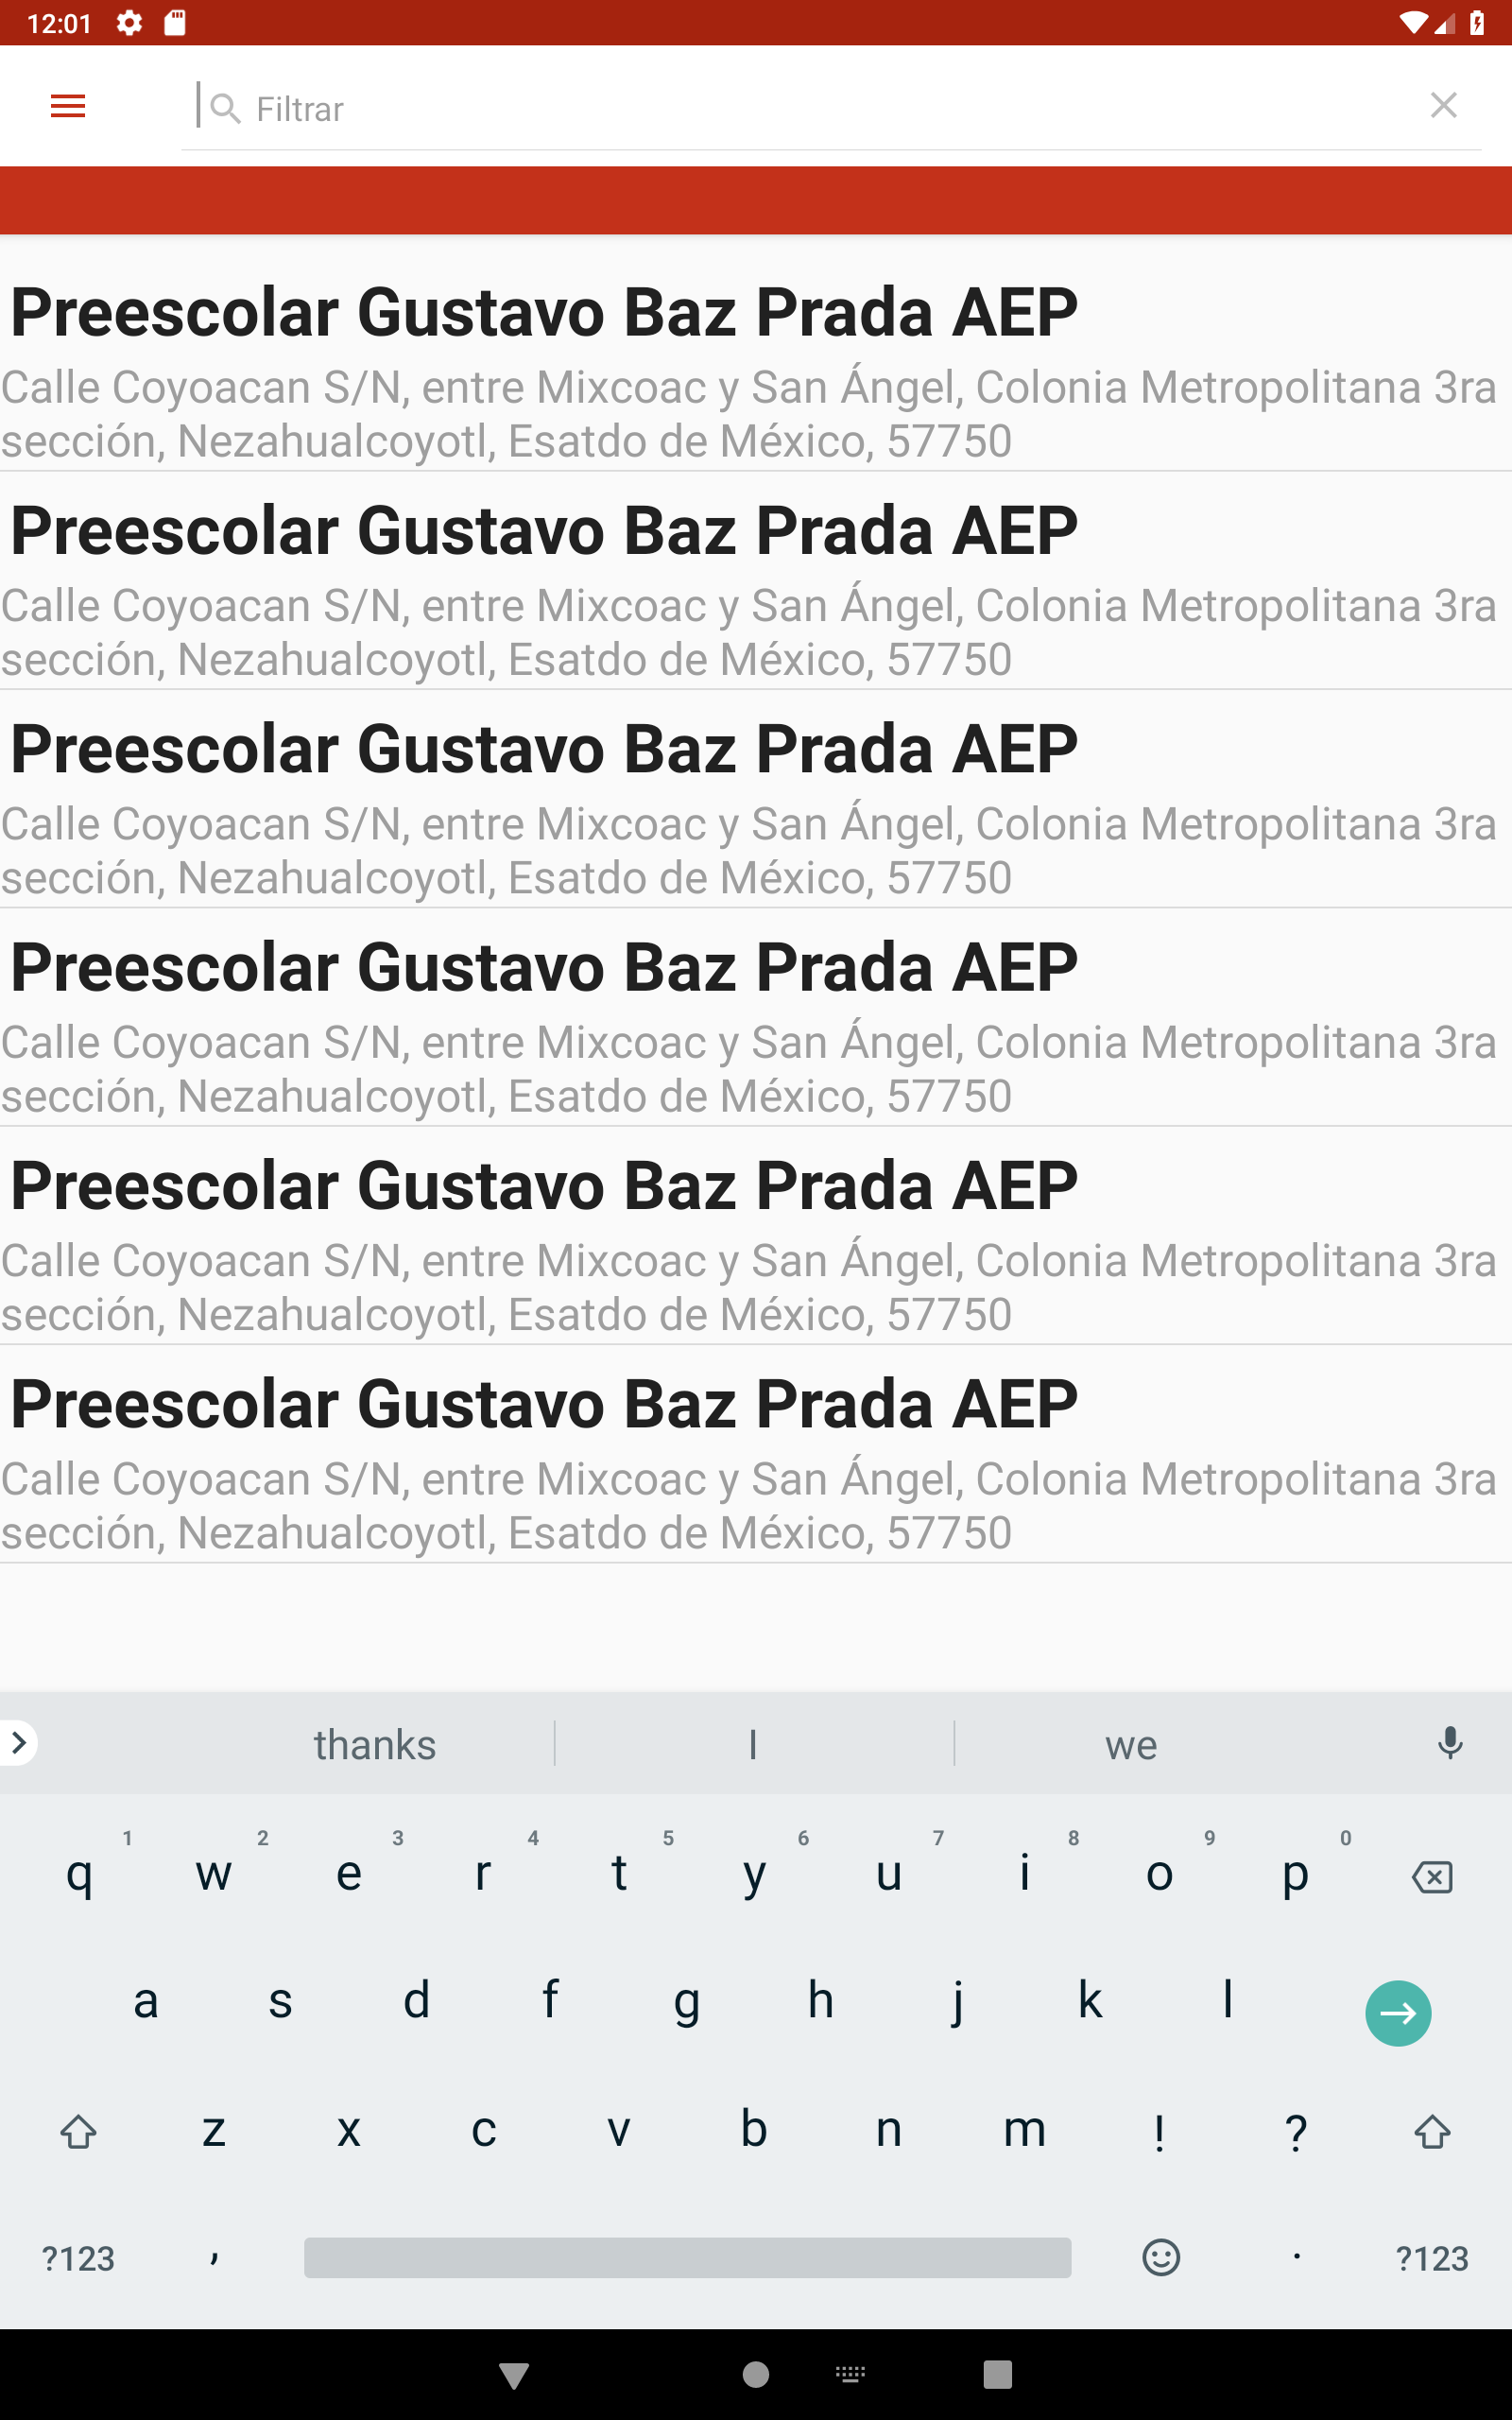 12:01
Filtrar
Preescolar Gustavo Baz Prada AEP
Calle Coyoacan S/N, entre Mixcoac y San Ángel, Colonia Metropolitana 3ra
sección, Nezahualcoyotl, Esatdo de México, 57750
Preescolar Gustavo Baz Prada AEP
Calle Coyoacan S/N, entre Mixcoac y San Ángel, Colonia Metropolitana 3ra
sección, Nezahualcoyotl, Esatdo de México, 57750
Preescolar Gustavo Baz Prada AEP
Calle Coyoacan S/N, entre Mixcoac y San Ángel, Colonia Metropolitana 3ra
sección, Nezahualcoyotl, Esatdo de México, 57750
Preescolar Gustavo Baz Prada AEP
Calle Coyoacan S/N, entre Mixcoac y San Ángel, Colonia Metropolitana 3ra
sección, Nezahualcoyotl, Esatdo de México, 57750
Preescolar Gustavo Baz Prada AEP
Calle Coyoacan S/N, entre Mixcoac y San Ángel, Colonia Metropolitana 3ra
sección, Nezahualcoyotl, Esatdo de México, 57750
Preescolar Gustavo Baz Prada AEP
Calle Coyoacan S/N, entre Mixcoac y San Ángel, Colonia Metropolitana 3ra
sección, Nezahualcoyotl, Esatdo de México, 57750
thanks I we
1 2 3 4 5 6 7 8 9 0
q w e r t y u i o p
a s d f g h j k l
z x c v b n m ! ?
?123 , . ?123